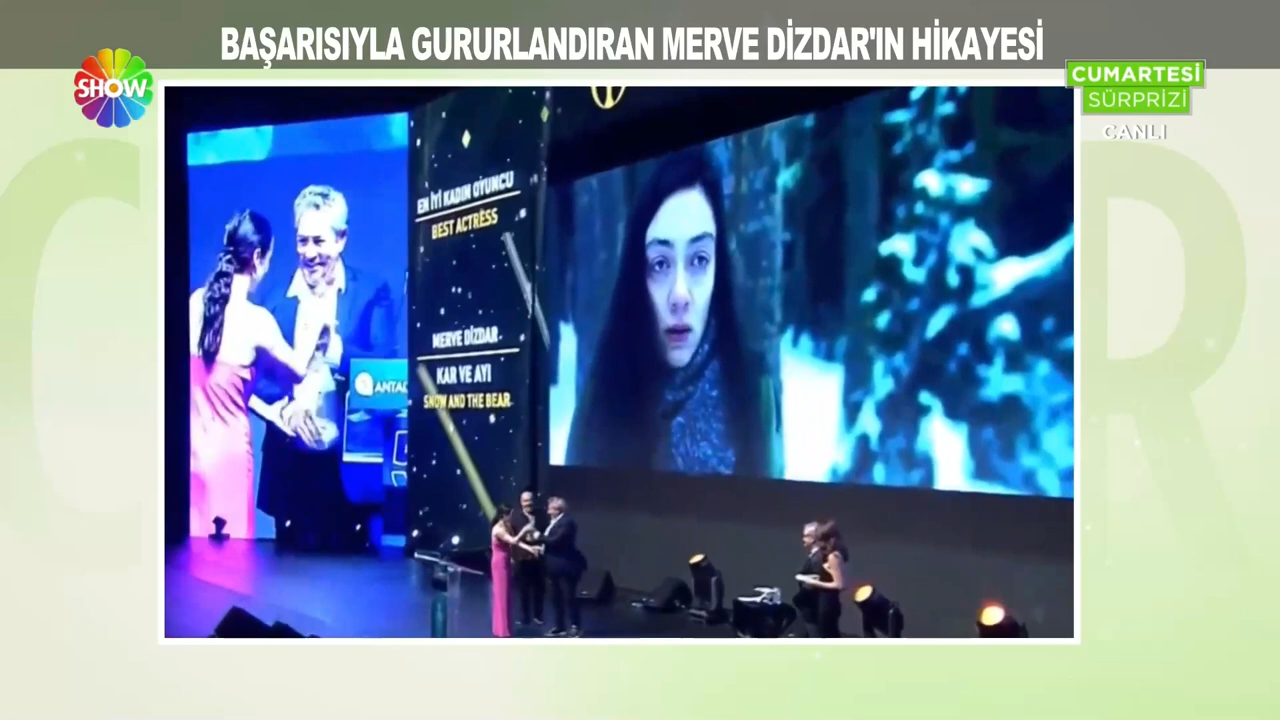 BAŞARISIYLA GURURLANDIRAN MERVE DİZDAR'IN HİKAYESİ
SHOW
CUMARTESİ
SÜRPRİZİ
CANLI
EN İYİ KADIN OYUNCU
BEST ACTRESS
MERVE DİZDAR
KAR VE AYI
SNOW AND THE BEAR